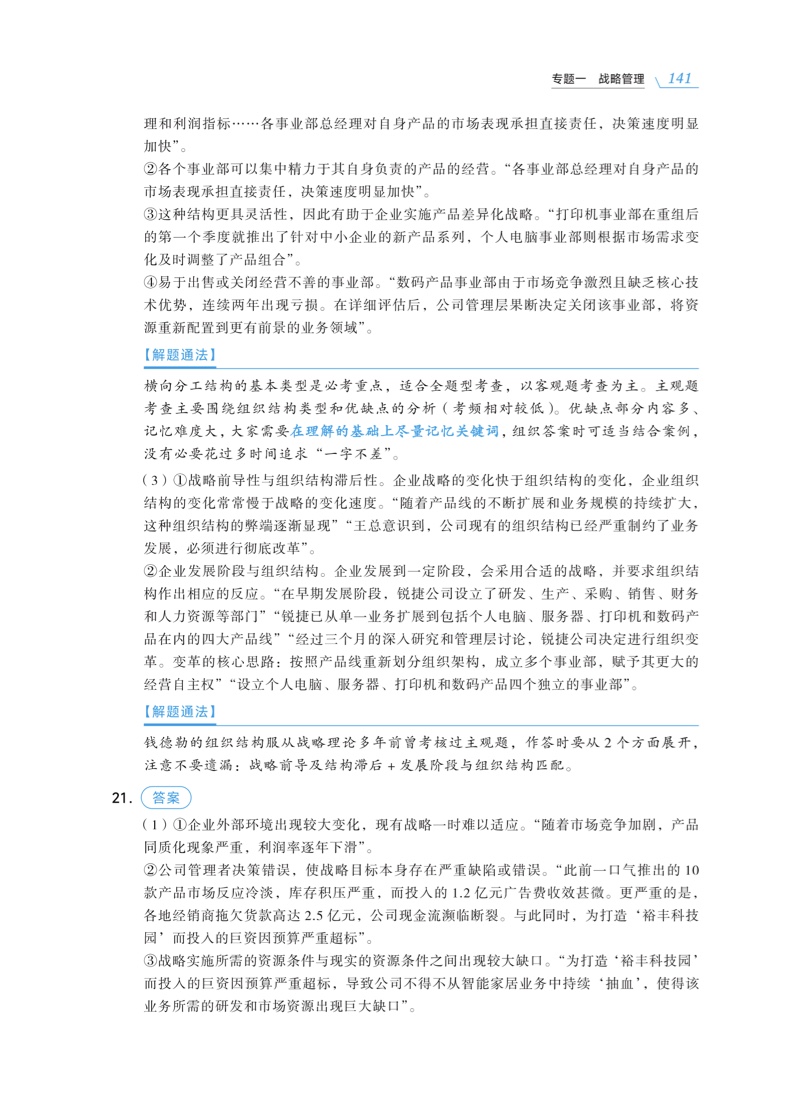 专题一　战略管理　141
理和利润指标……各事业部总经理对自身产品的市场表现承担直接责任，决策速度明显
加快”。
②各个事业部可以集中精力于其自身负责的产品的经营。“各事业部总经理对自身产品的
市场表现承担直接责任，决策速度明显加快”。
③这种结构更具灵活性，因此有助于企业实施产品差异化战略。“打印机事业部在重组后
的第一个季度就推出了针对中小企业的新产品系列，个人电脑事业部则根据市场需求变
化及时调整了产品组合”。
④易于出售或关闭经营不善的事业部。“数码产品事业部由于市场竞争激烈且缺乏核心技
术优势，连续两年出现亏损。在详细评估后，公司管理层果断决定关闭该事业部，将资
源重新配置到更有前景的业务领域”。
【解题通法】
横向分工结构的基本类型是必考重点，适合全题型考查，以客观题考查为主。主观题
考查主要围绕组织结构类型和优缺点的分析（考频相对较低）。优缺点部分内容多、
记忆难度大，大家需要在理解的基础上尽量记忆关键词，组织答案时可适当结合案例，
没有必要花过多时间追求“一字不差”。
（3）①战略前导性与组织结构滞后性。企业战略的变化快于组织结构的变化，企业组织
结构的变化常常慢于战略的变化速度。“随着产品线的不断扩展和业务规模的持续扩大，
这种组织结构的弊端逐渐显现”“王总意识到，公司现有的组织结构已经严重制约了业务
发展，必须进行彻底改革”。
②企业发展阶段与组织结构。企业发展到一定阶段，会采用合适的战略，并要求组织结
构作出相应的反应。“在早期发展阶段，锐捷公司设立了研发、生产、采购、销售、财务
和人力资源等部门”“锐捷已从单一业务扩展到包括个人电脑、服务器、打印机和数码产
品在内的四大产品线”“经过三个月的深入研究和管理层讨论，锐捷公司决定进行组织变
革。变革的核心思路：按照产品线重新划分组织架构，成立多个事业部，赋予其更大的
经营自主权”“设立个人电脑、服务器、打印机和数码产品四个独立的事业部”。
【解题通法】
钱德勒的组织结构服从战略理论多年前曾考核过主观题，作答时要从 2 个方面展开，
注意不要遗漏：战略前导及结构滞后 + 发展阶段与组织结构匹配。
21. 答案
（1）①企业外部环境出现较大变化，现有战略一时难以适应。“随着市场竞争加剧，产品
同质化现象严重，利润率逐年下滑”。
②公司管理者决策错误，使战略目标本身存在严重缺陷或错误。“此前一口气推出的 10
款产品市场反应冷淡，库存积压严重，而投入的 1.2 亿元广告费收效甚微。更严重的是，
各地经销商拖欠货款高达 2.5 亿元，公司现金流濒临断裂。与此同时，为打造‘裕丰科技
园’而投入的巨资因预算严重超标”。
③战略实施所需的资源条件与现实的资源条件之间出现较大缺口。“为打造‘裕丰科技园’
而投入的巨资因预算严重超标，导致公司不得不从智能家居业务中持续‘抽血’，使得该
业务所需的研发和市场资源出现巨大缺口”。